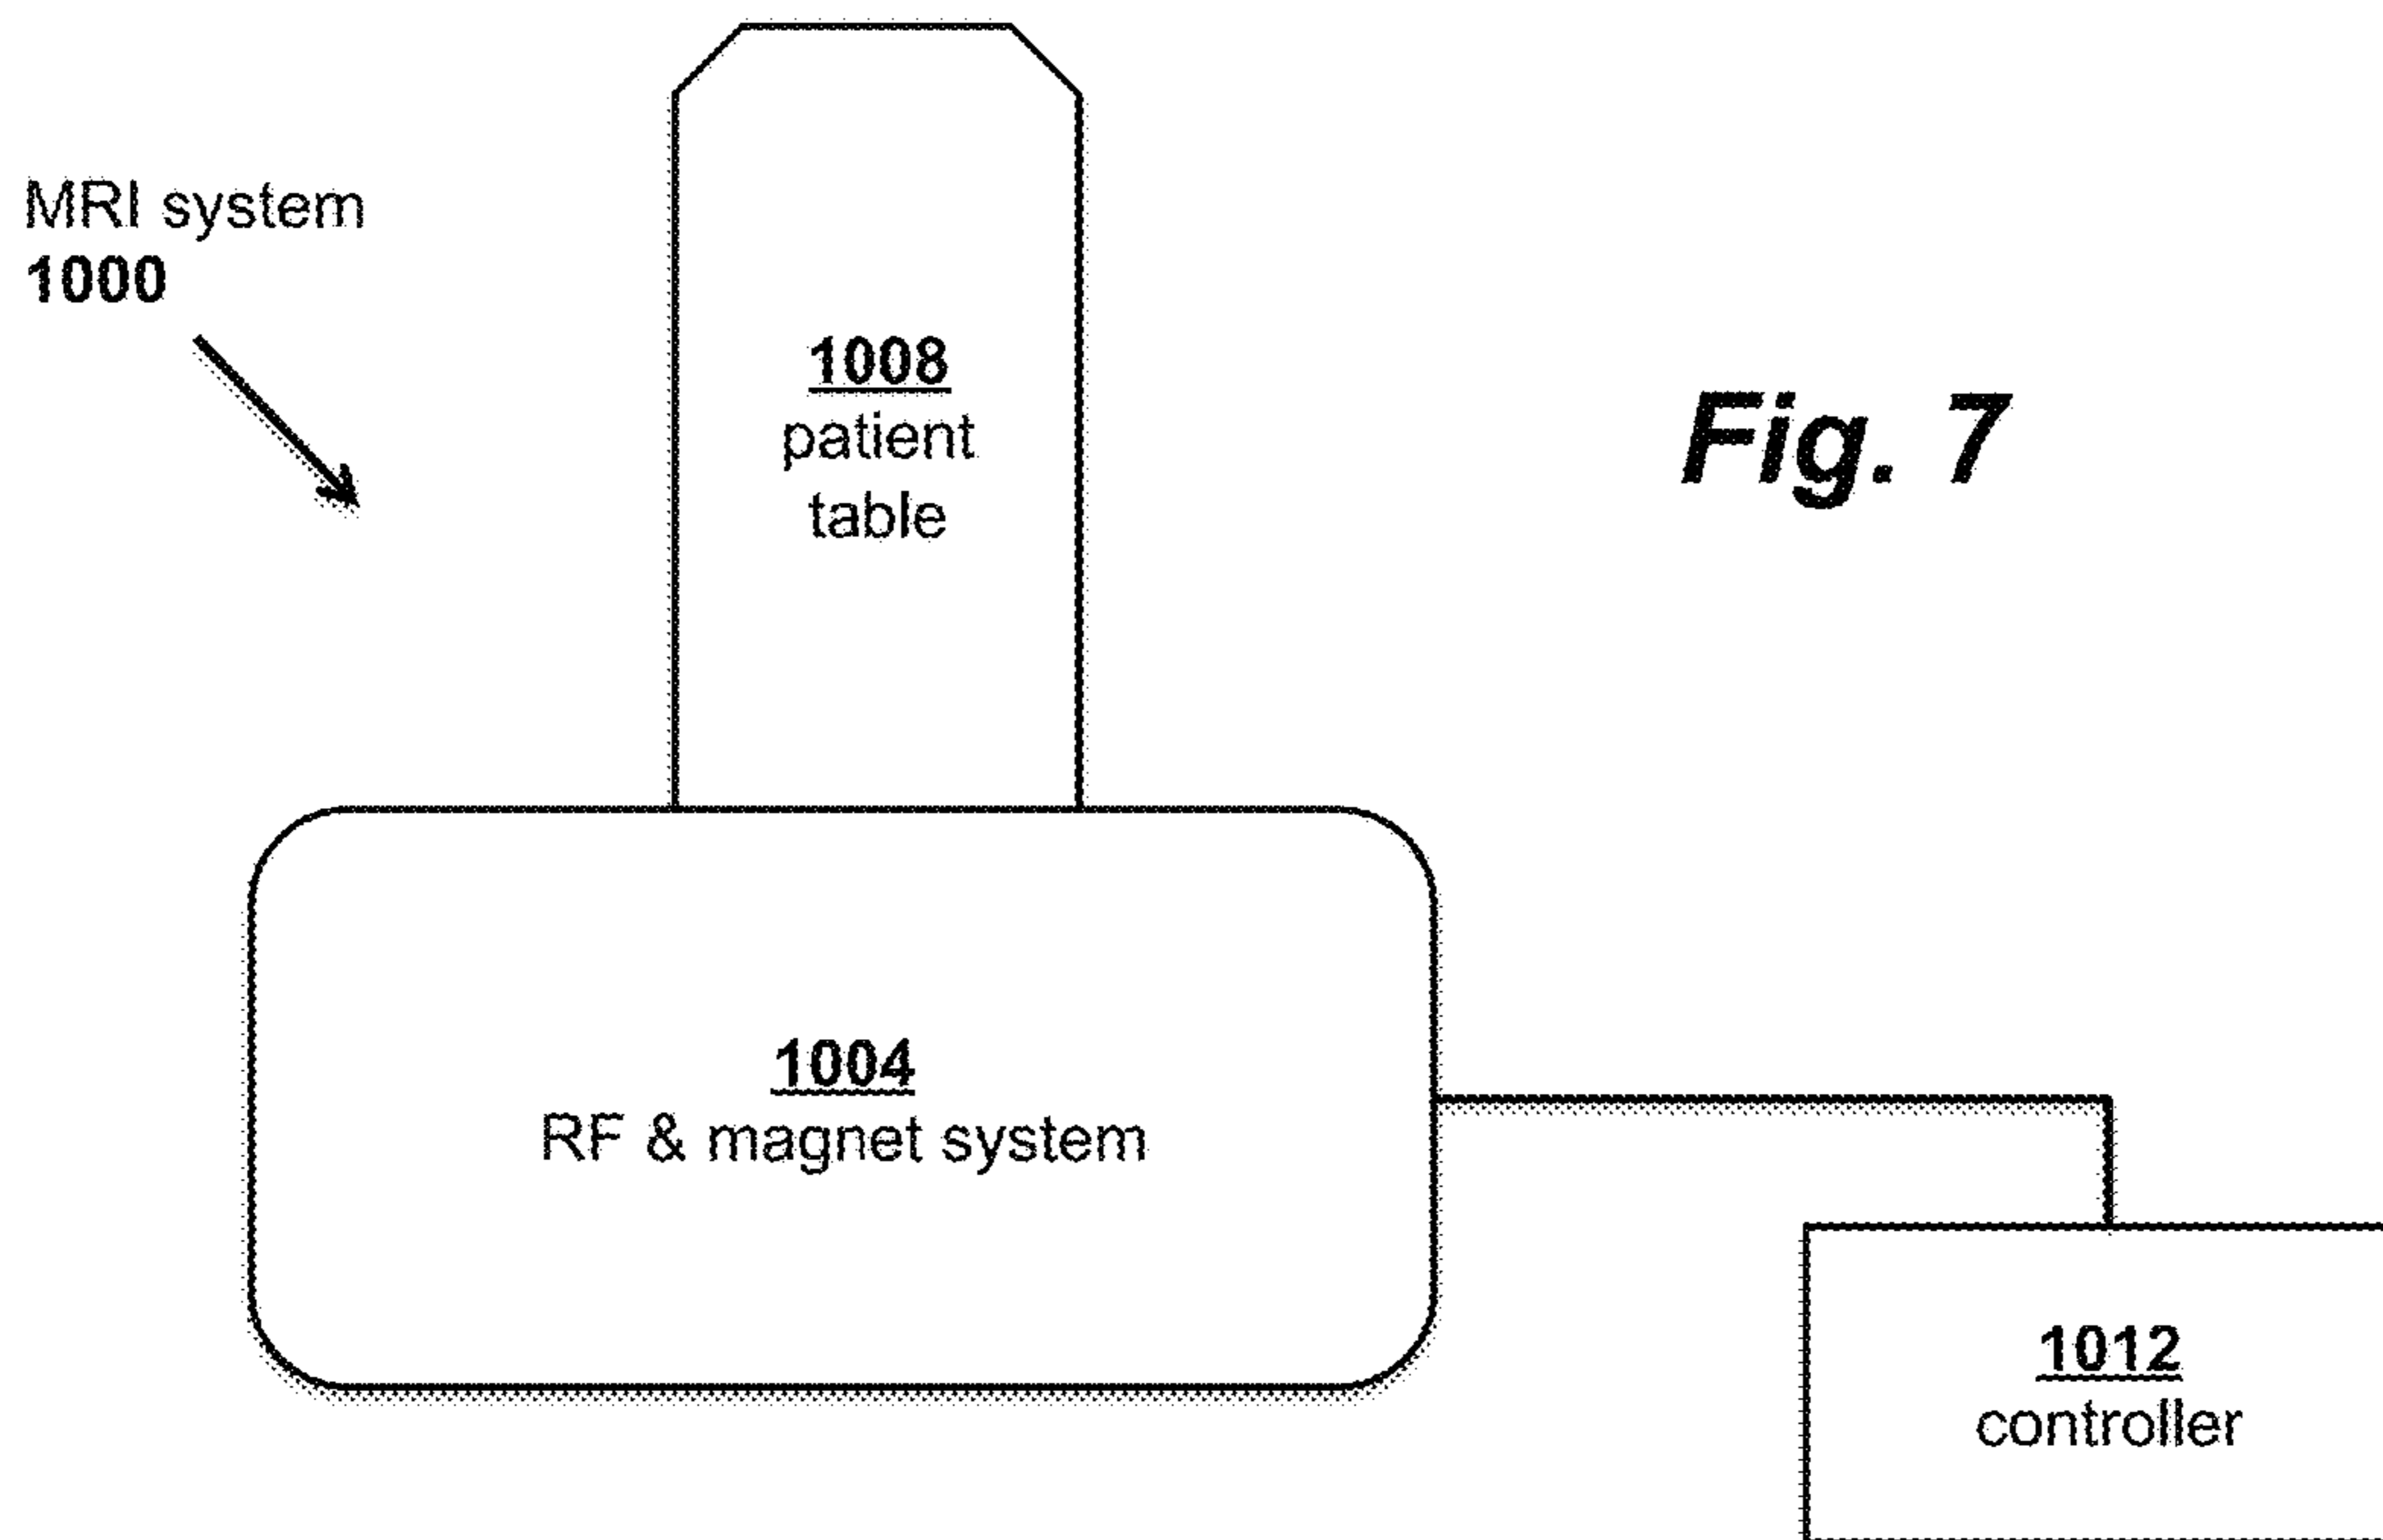 MRI system
1000
1008
patient
table
Fig. 7
1004
RF & magnet system
1012
controller